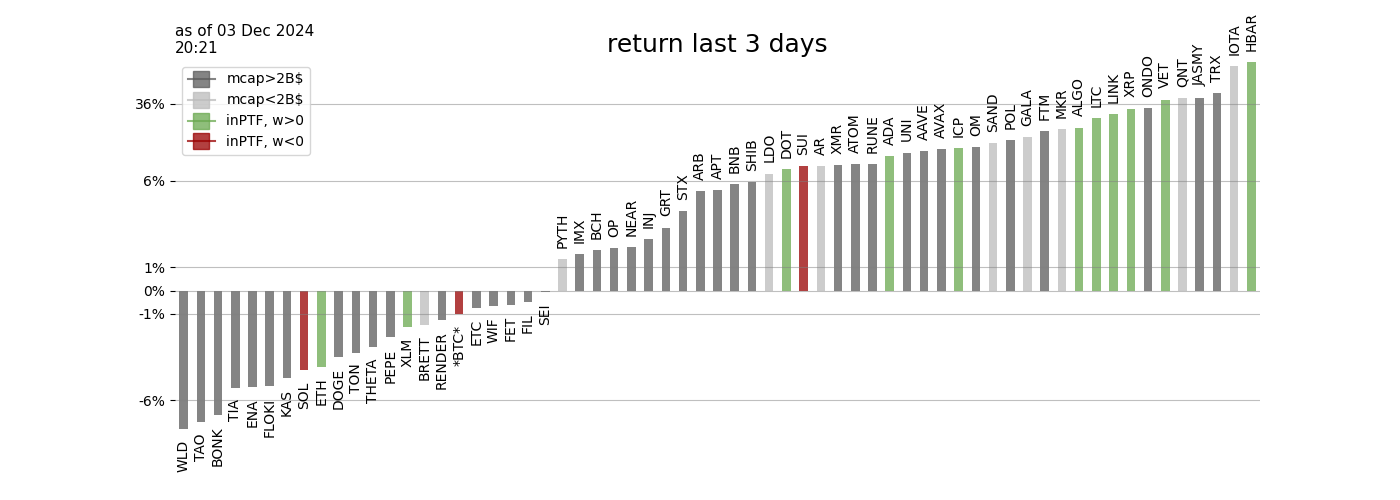 as of 03 Dec 2024
20:21
return last 3 days
mcap>2B$
mcap<2B$
inPTF, w>0
inPTF, w<0
36%
6%
1%
0%
-1%
-6%
WLD
TAO
BONK
TIA
ENA
FLOKI
KAS
SOL
ETH
DOGE
TON
THETA
PEPE
XLM
BRETT
RENDER
*BTC*
ETC
WIF
FET
FIL
SEI
PYTH
IMX
BCH
OP
NEAR
INJ
GRT
STX
ARB
APT
BNB
SHIB
LDO
DOT
SUI
AR
XMR
ATOM
RUNE
ADA
UNI
AAVE
AVAX
ICP
OM
SAND
POL
GALA
FTM
MKR
ALGO
LTC
LINK
XRP
ONDO
VET
QNT
JASMY
TRX
IOTA
HBAR